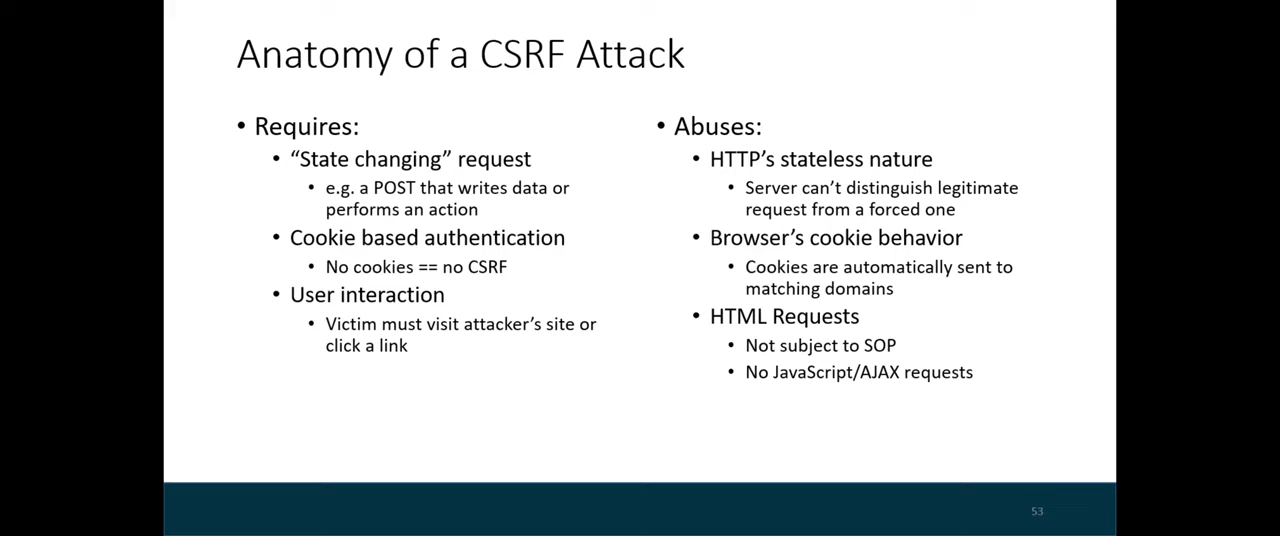 Anatomy of a CSRF Attack
• Requires:
• “State changing” request
• e.g. a POST that writes data or
performs an action
• Cookie based authentication
• No cookies == no CSRF
• User interaction
• Victim must visit attacker’s site or
click a link
• Abuses:
• HTTP’s stateless nature
• Server can’t distinguish legitimate
request from a forced one
• Browser’s cookie behavior
• Cookies are automatically sent to
matching domains
• HTML Requests
• Not subject to SOP
• No JavaScript/AJAX requests
53